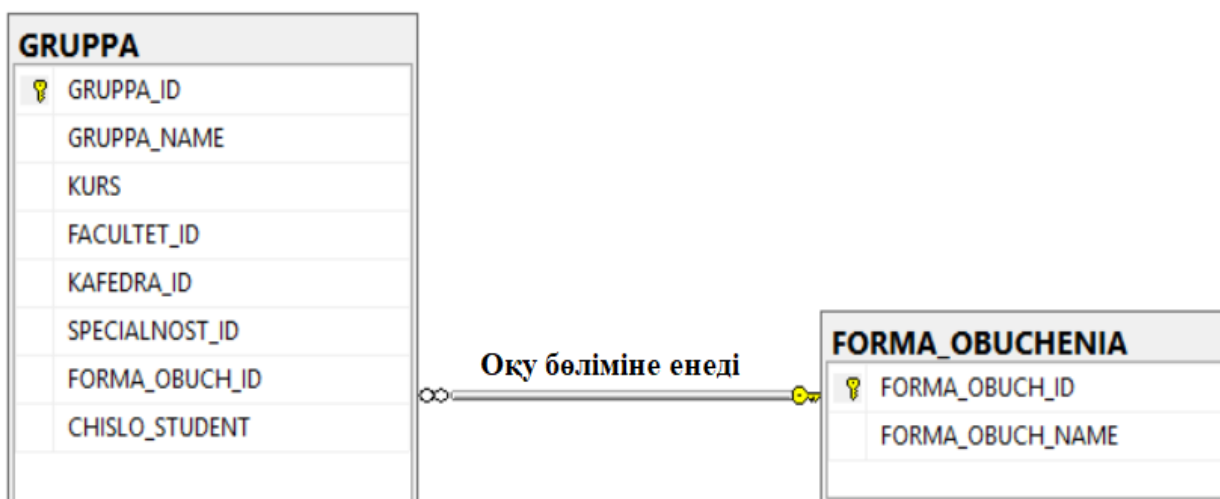 GRUPPA
GRUPPA_ID
GRUPPA_NAME
KURS
FACULTET_ID
KAFEDRA_ID
SPECIALNOST_ID
FORMA_OBUCH_ID
CHISLO_STUDENT
Оқу бөліміне енеді
FORMA_OBUCHENIA
FORMA_OBUCH_ID
FORMA_OBUCH_NAME